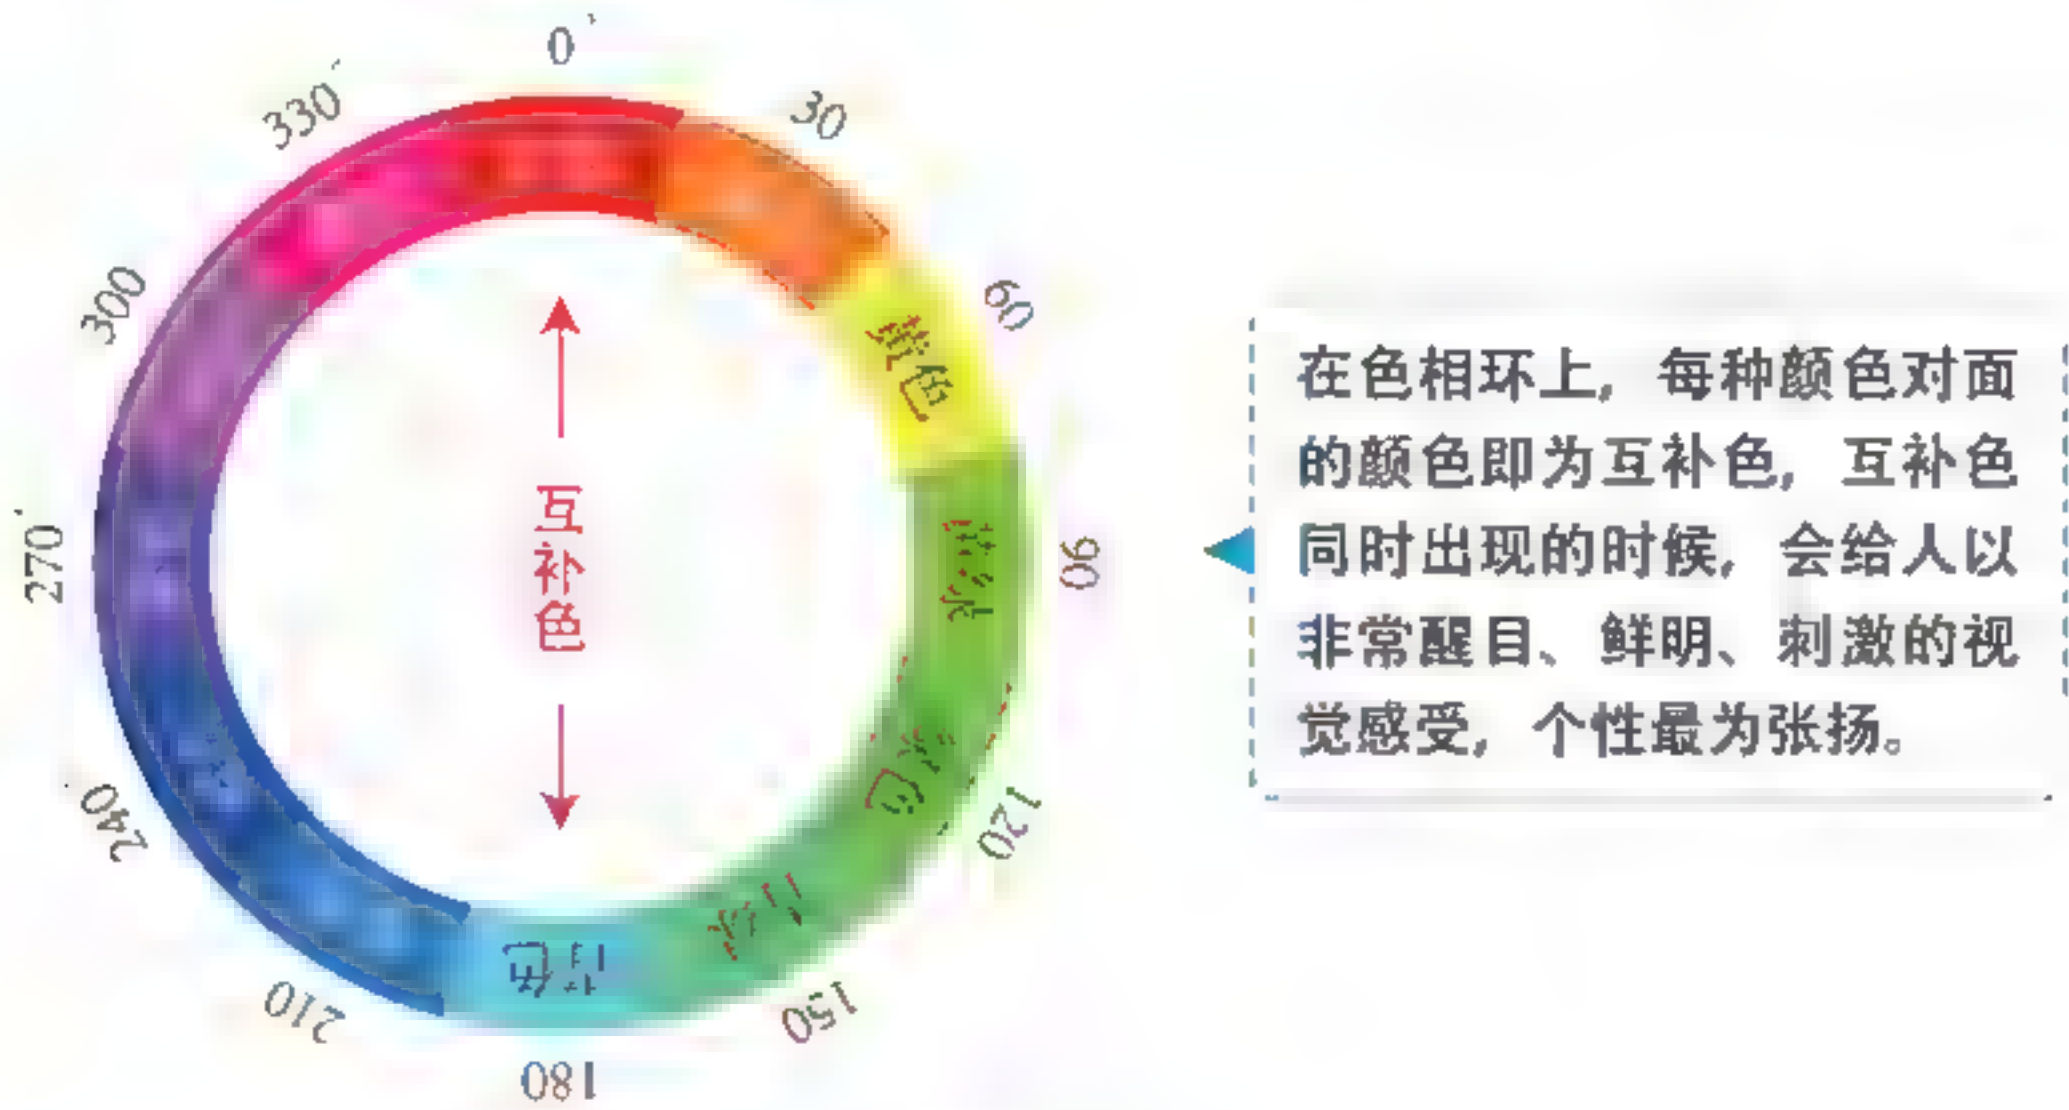 0
30
60
90
120
150
180
210
240
270
300
330
黄色
青色
互补色
在色相环上，每种颜色对面
的颜色即为互补色，互补色
同时出现的时候，会给人以
非常醒目、鲜明、刺激的视
觉感受，个性最为张扬。